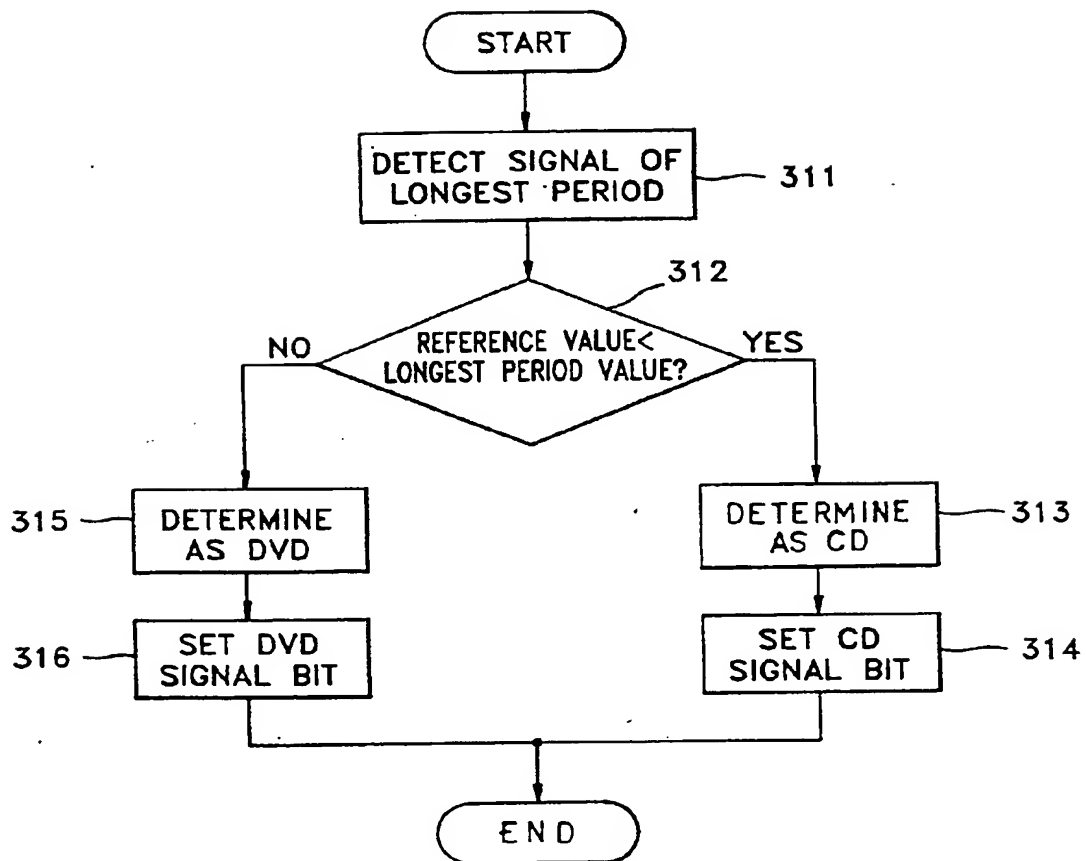 START
DETECT SIGNAL OF
LONGEST PERIOD
311
312
REFERENCE VALUE<
LONGEST PERIOD VALUE?
NO
YES
315
DETERMINE
AS DVD
DETERMINE
AS CD
313
316
SET DVD
SIGNAL BIT
SET CD
SIGNAL BIT
314
END